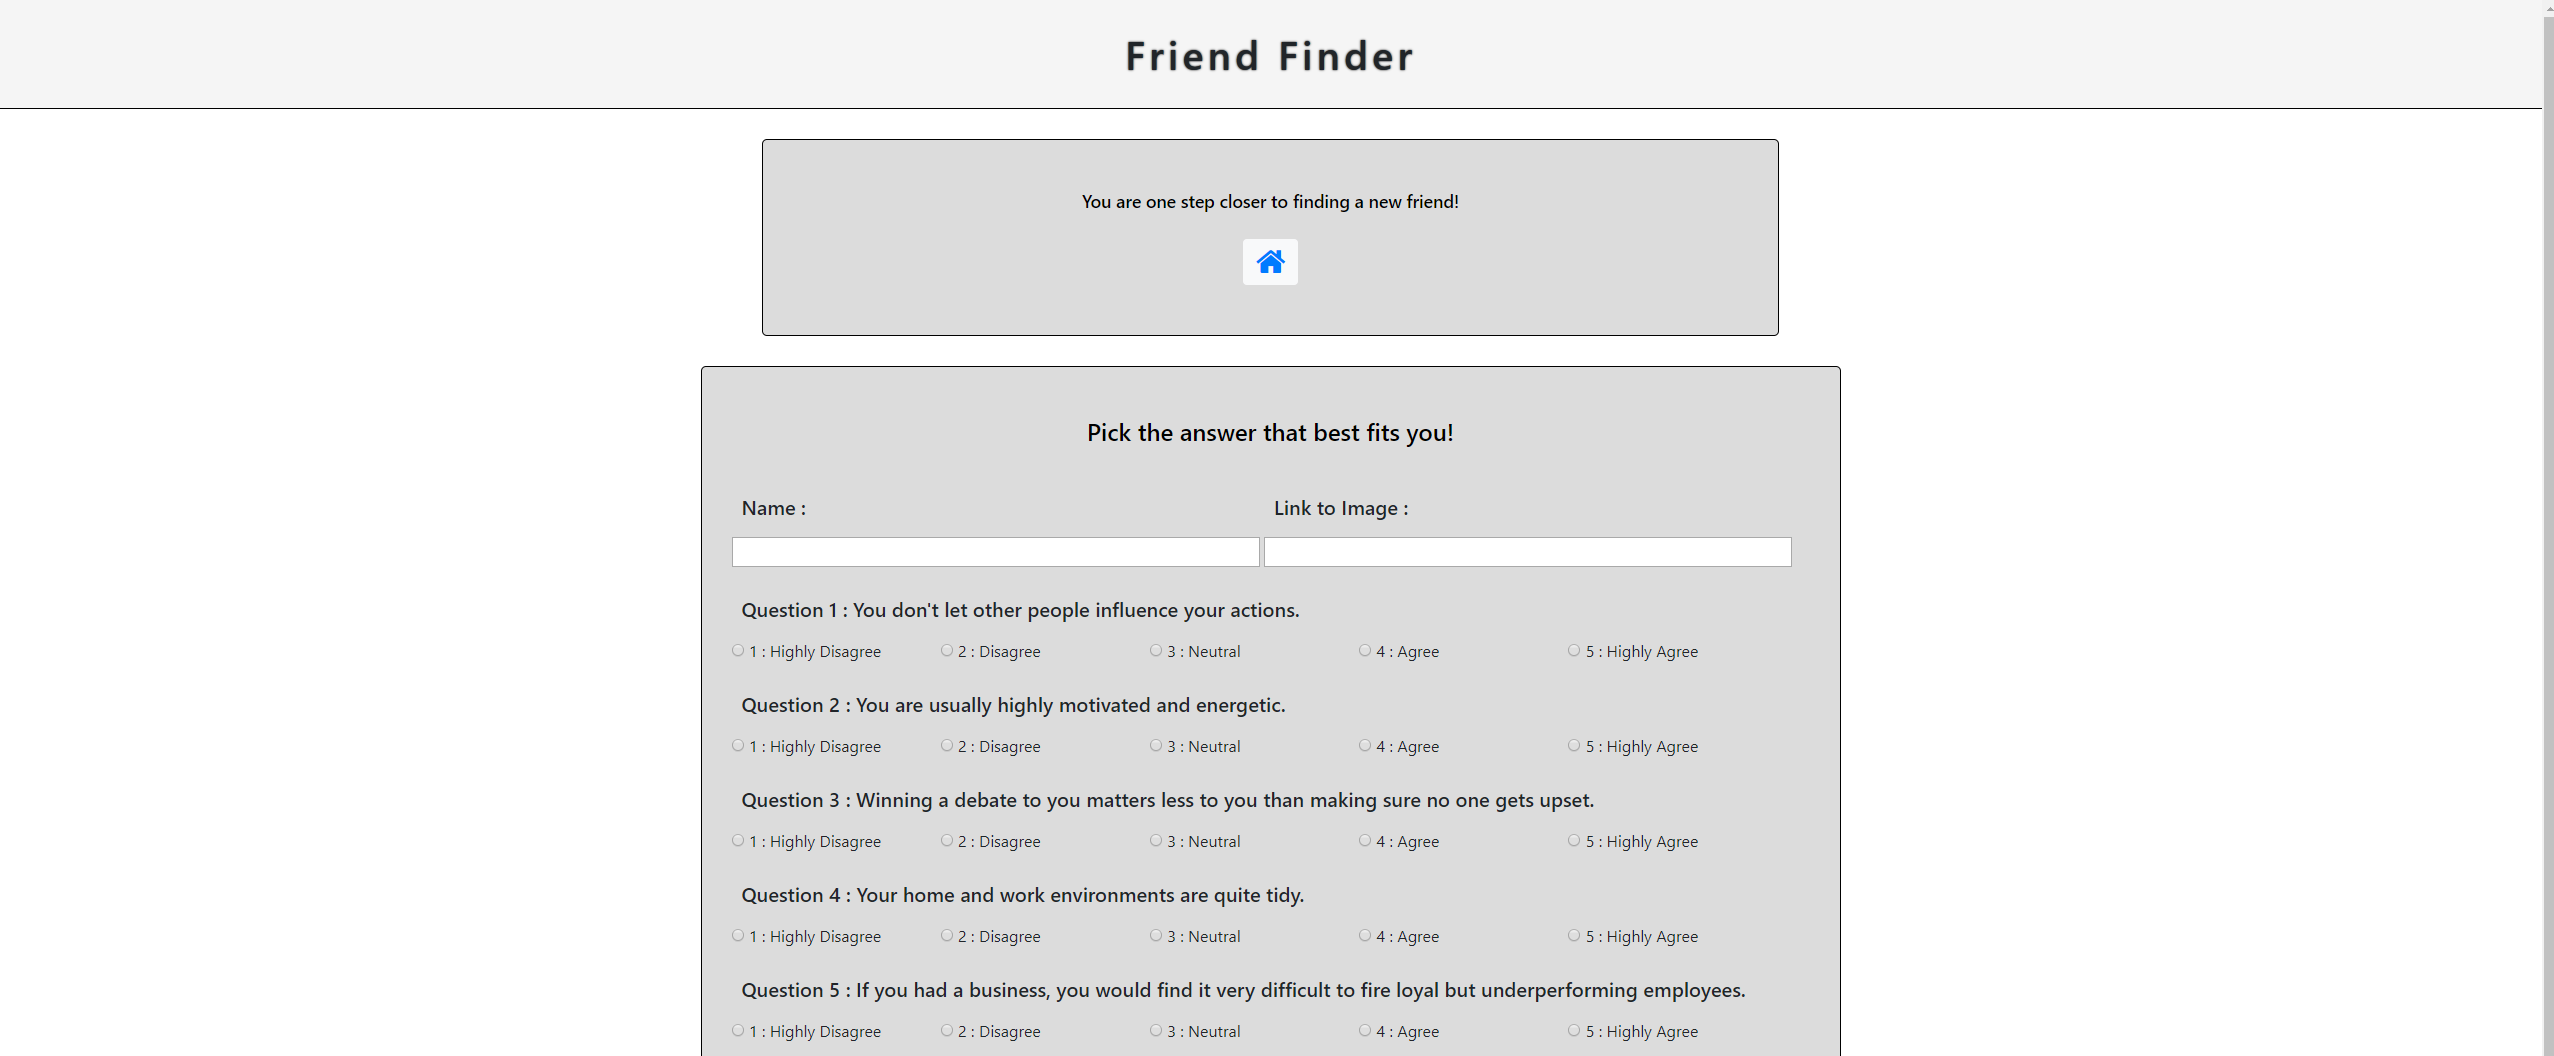 Friend Finder
You are one step closer to finding a new friend!
Pick the answer that best fits you!
Name : Link to Image :
Question 1 : You don't let other people influence your actions.
1 : Highly Disagree 2 : Disagree 3 : Neutral 4 : Agree 5 : Highly Agree
Question 2 : You are usually highly motivated and energetic.
1 : Highly Disagree 2 : Disagree 3 : Neutral 4 : Agree 5 : Highly Agree
Question 3 : Winning a debate to you matters less to you than making sure no one gets upset.
1 : Highly Disagree 2 : Disagree 3 : Neutral 4 : Agree 5 : Highly Agree
Question 4 : Your home and work environments are quite tidy.
1 : Highly Disagree 2 : Disagree 3 : Neutral 4 : Agree 5 : Highly Agree
Question 5 : If you had a business, you would find it very difficult to fire loyal but underperforming employees.
1 : Highly Disagree 2 : Disagree 3 : Neutral 4 : Agree 5 : Highly Agree